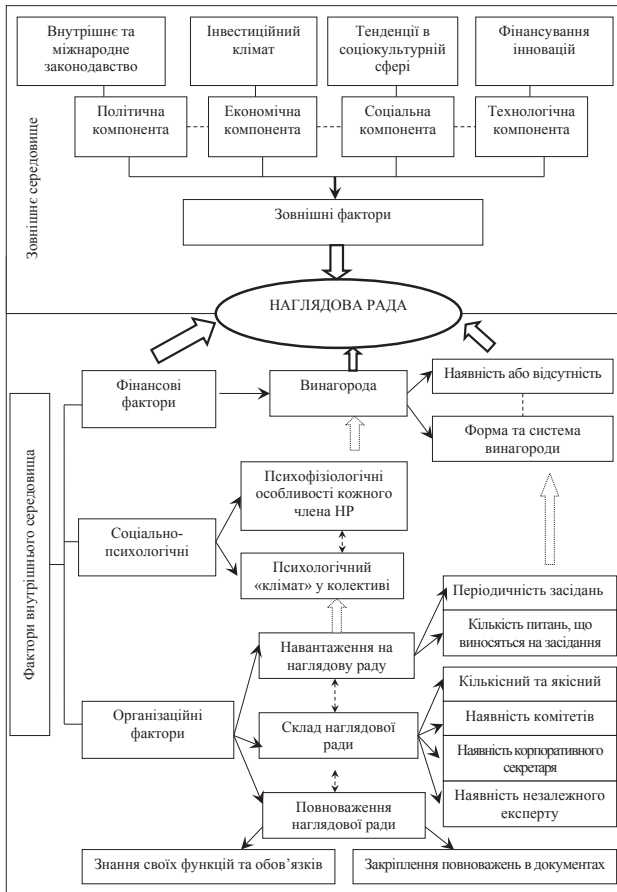 Внутрішнє та
міжнародне
законодавство
Інвестиційний
клімат
Тенденції в
соціокультурній
сфері
Фінансування
інновацій
Політична
компонента
Економічна
компонента
Соціальна
компонента
Технологічна
компонента
Зовнішнє середовище
Зовнішні фактори
НАГЛЯДОВА РАДА
Фактори внутрішнього середовища
Фінансові
фактори
Винагорода
Наявність або відсутність
Форма та система
винагороди
Соціально-
психологічні
Психофізіологічні
особливості кожного
члена НР
Психологічний
«клімат» у колективі
Організаційні
фактори
Навантаження на
наглядову раду
Періодичність засідань
Кількість питань, що
виносяться на засідання
Склад наглядової
ради
Кількісний та якісний
Наявність комітетів
Наявність корпоративного
секретаря
Наявність незалежного
експерту
Повноваження
наглядової ради
Знання своїх функцій та обов’язків
Закріплення повноважень в документах